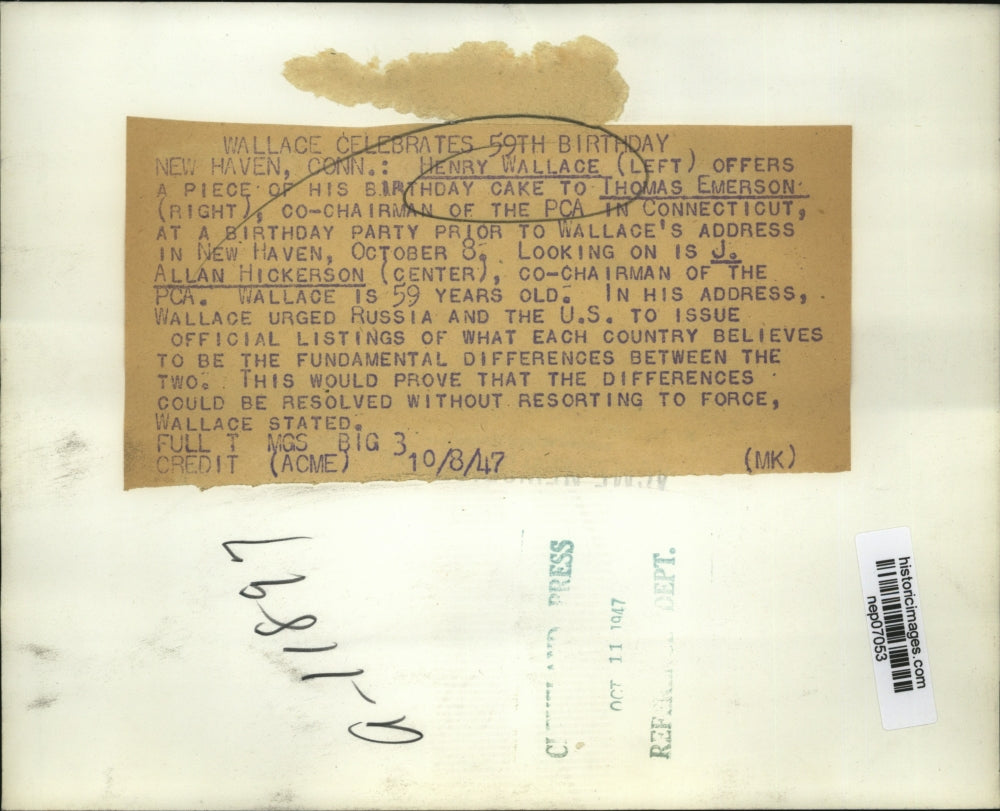 WALLACE CELEBRATES 59TH BIRTHDAY
NEW HAVEN, CONN.: HENRY WALLACE (LEFT) OFFERS
A PIECE OF HIS BIRTHDAY CAKE TO THOMAS EMERSON
(RIGHT), CO-CHAIRMAN OF THE PCA IN CONNECTICUT,
AT A BIRTHDAY PARTY PRIOR TO WALLACE'S ADDRESS
IN NEW HAVEN, OCTOBER 8. LOOKING ON IS J.
ALLAN HICKERSON (CENTER), CO-CHAIRMAN OF THE
PCA. WALLACE IS 59 YEARS OLD. IN HIS ADDRESS,
WALLACE URGED RUSSIA AND THE U.S. TO ISSUE
OFFICIAL LISTINGS OF WHAT EACH COUNTRY BELIEVES
TO BE THE FUNDAMENTAL DIFFERENCES BETWEEN THE
TWO. THIS WOULD PROVE THAT THE DIFFERENCES
COULD BE RESOLVED WITHOUT RESORTING TO FORCE,
WALLACE STATED.
FULL T MGS BIG 3
CREDIT (ACME) 10/8/47 (MK)
a-1897
PRESS
OCT 11 1947
DEPT.
historicimages.com
nep07053